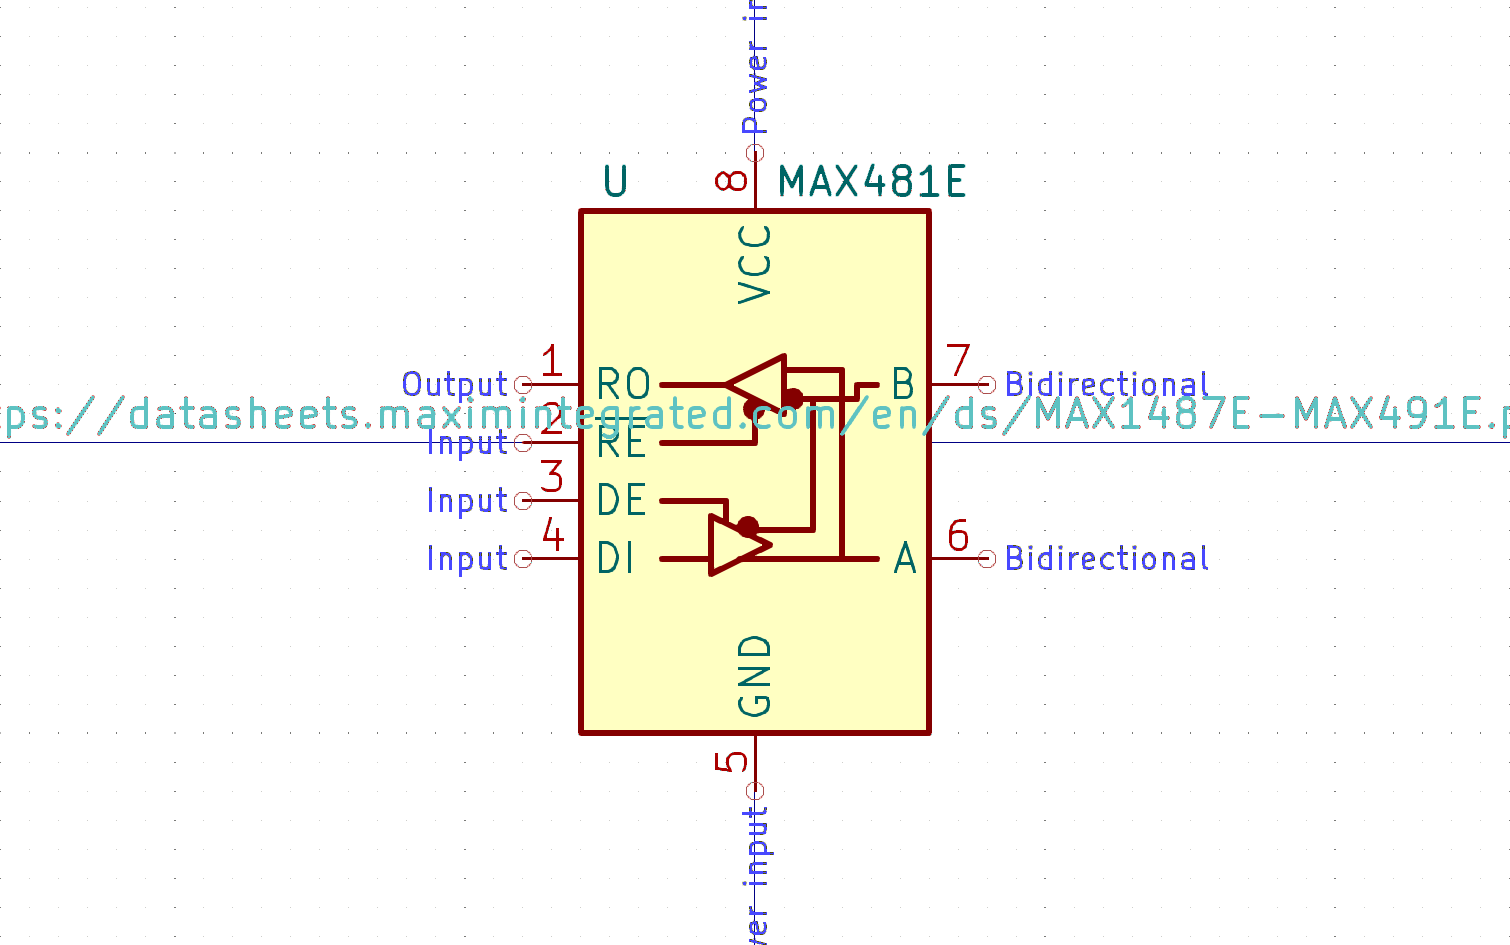 Power in
U
8
MAX481E
VCC
1
7
Output
RO
B
Bidirectional
ps://datasheets.maximintegrated.com/en/ds/MAX1487E-MAX491E.p
2
Input
RE
3
Input
DE
4
6
Input
DI
A
Bidirectional
GND
5
wer input